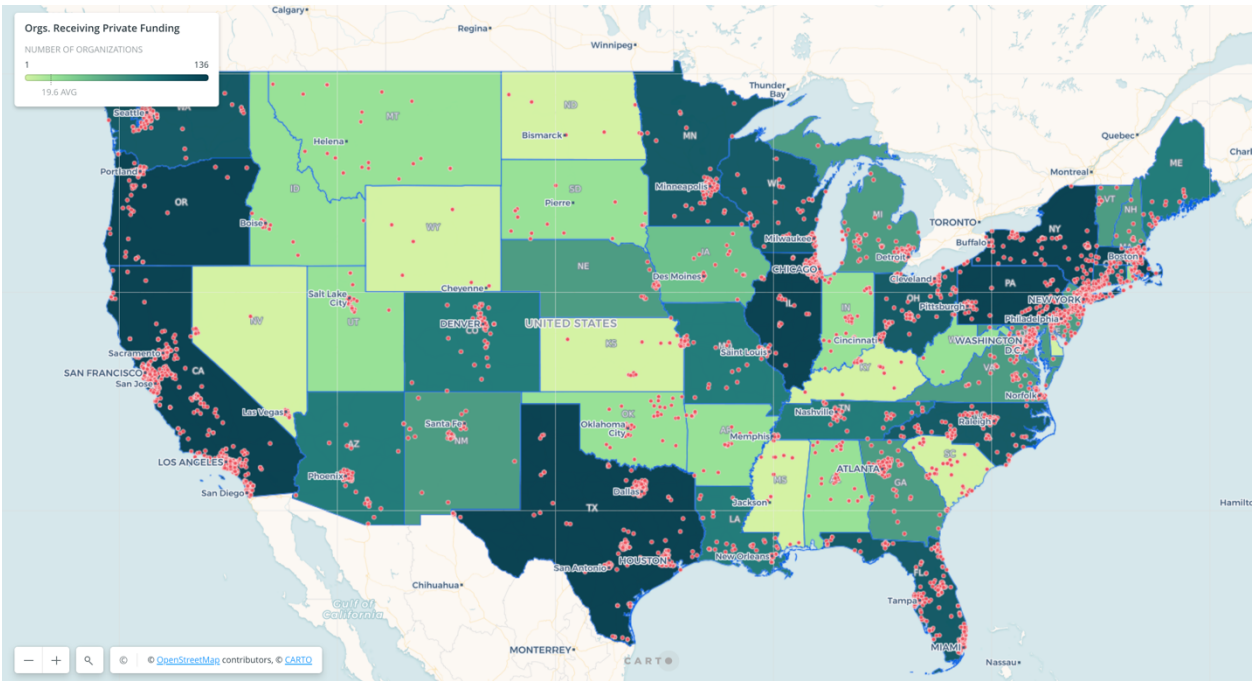 Orgs. Receiving Private Funding
NUMBER OF ORGANIZATIONS
1 136
19.6 AVG
Calgary
Regina
Winnipeg
Thunder Bay
Quebec
Montreal
Charl
TORONTO
WA
Seattle
MT
ND
Helena
Bismarck
MN
ME
Portland
OR
ID
Boise
SD
Pierre
Minneapolis
WI
VT
NH
MI
NY
Buffalo
WY
Milwaukee
Detroit
Boston
IA
Des Moines
CHICAGO
NE
Cheyenne
Cleveland
PA
NEW YORK
Salt Lake City
UT
NV
DENVER
CO
UNITED STATES
IL
IN
OH
Pittsburgh
Philadelphia
WASHINGTON D.C.
Sacramento
SAN FRANCISCO
San Jose
CA
KS
Saint Louis
Cincinnati
VA
KY
Norfolk
Las Vegas
Santa Fe
NM
OK
Oklahoma City
Nashville
TN
Raleigh
LOS ANGELES
AZ
Phoenix
Memphis
SC
San Diego
ATLANTA
GA
Dallas
MS
Jackson
TX
LA
Hamilt
New Orleans
HOUSTON
San Antonio
Chihuahua
FL
Tampa
Gulf of California
MIAMI
MONTERREY
Nassau
CARTO
© © OpenStreetMap contributors, © CARTO